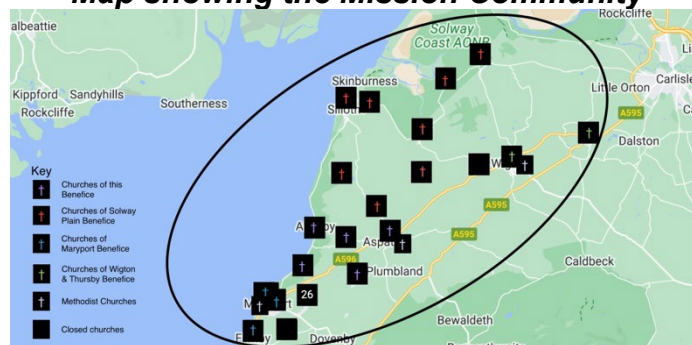 Map showing the Mission Community
Rockcliffe
albeattie
Solway
Coast AONB
Skinburness
Kippford
Sandyhills
Southerness
Rockcliffe
Little Orton
Carlisle
A595
Dalston
Key
Churches of this
Benefice
Churches of Solway
Plain Benefice
Churches of
Maryport Benefice
Churches of Wigton
& Thursby Benefice
Methodist Churches
Closed churches
A595
A595
A596
Plumbland
Caldbeck
26
Bewaldeth
Dovenby